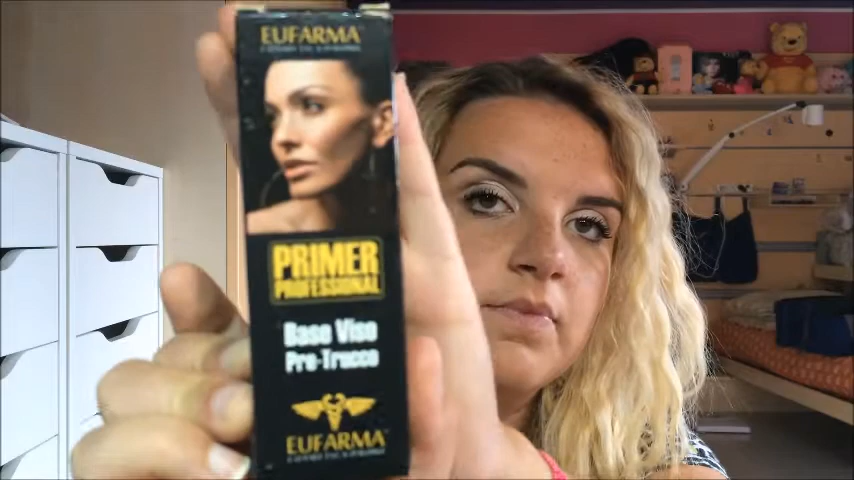 EUFARMA
PRIMER
PROFESSIONAL
Base Viso
Pre-Trucco
EUFARMA